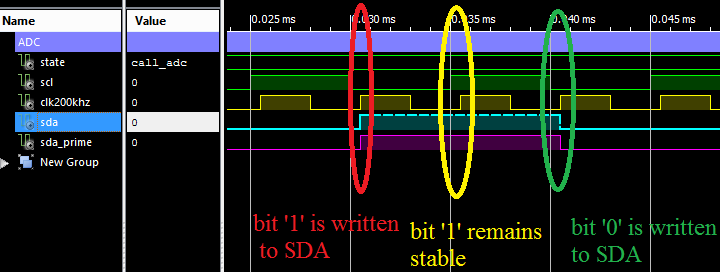 Name Value 0.025 ms 0.030 ms 0.035 ms 0.040 ms 0.045 ms
ADC
state call_adc
scl 0
clk200khz 0
sda 0
sda_prime 0
New Group
bit '1' is written
to SDA
bit '1' remains
stable
bit '0' is written
to SDA